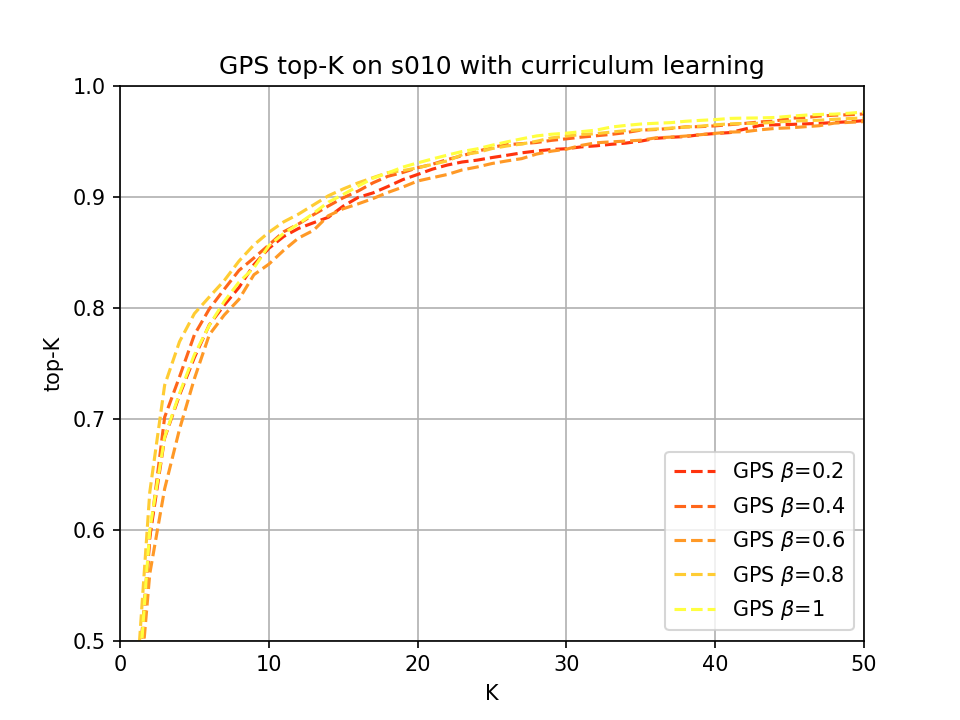 GPS top-K on s010 with curriculum learning
1.0
0.9
0.8
0.7
0.6
0.5
top-K
0
10
20
30
40
50
K
GPS β=0.2
GPS β=0.4
GPS β=0.6
GPS β=0.8
GPS β=1